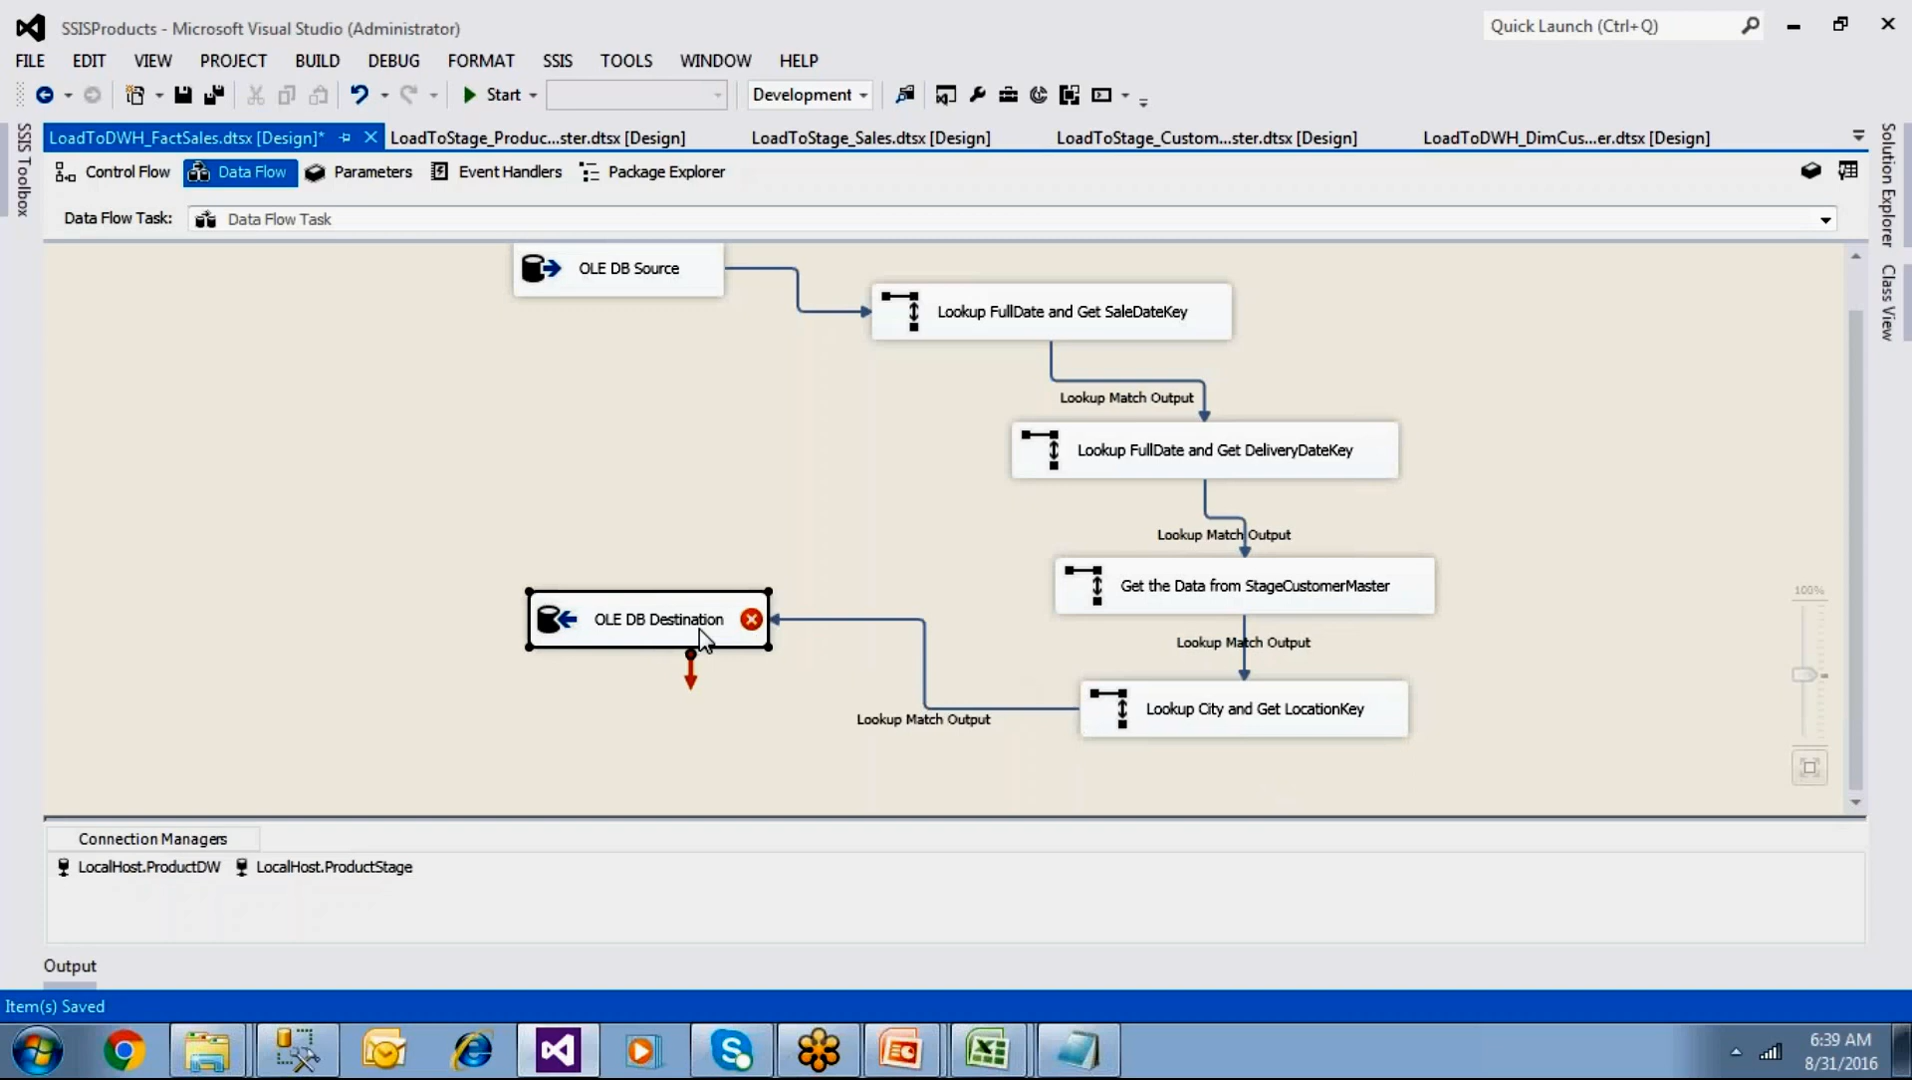 SSISProducts - Microsoft Visual Studio (Administrator)
Quick Launch (Ctrl+Q)
FILE EDIT VIEW PROJECT BUILD DEBUG FORMAT SSIS TOOLS WINDOW HELP
Start Development
LoadToDWH_FactSales.dtsx [Design]* LoadToStage_Produc...ster.dtsx [Design] LoadToStage_Sales.dtsx [Design] LoadToStage_Custom...ster.dtsx [Design] LoadToDWH_DimCus...er.dtsx [Design]
SSIS Toolbox
Solution Explorer
Class View
Control Flow Data Flow Parameters Event Handlers Package Explorer
Data Flow Task: Data Flow Task
OLE DB Source
Lookup FullDate and Get SaleDateKey
Lookup Match Output
Lookup FullDate and Get DeliveryDateKey
Lookup Match Output
Get the Data from StageCustomerMaster
100%
OLE DB Destination
Lookup Match Output
Lookup City and Get LocationKey
Lookup Match Output
Connection Managers
LocalHost.ProductDW LocalHost.ProductStage
Output
Item(s) Saved
6:39 AM
8/31/2016